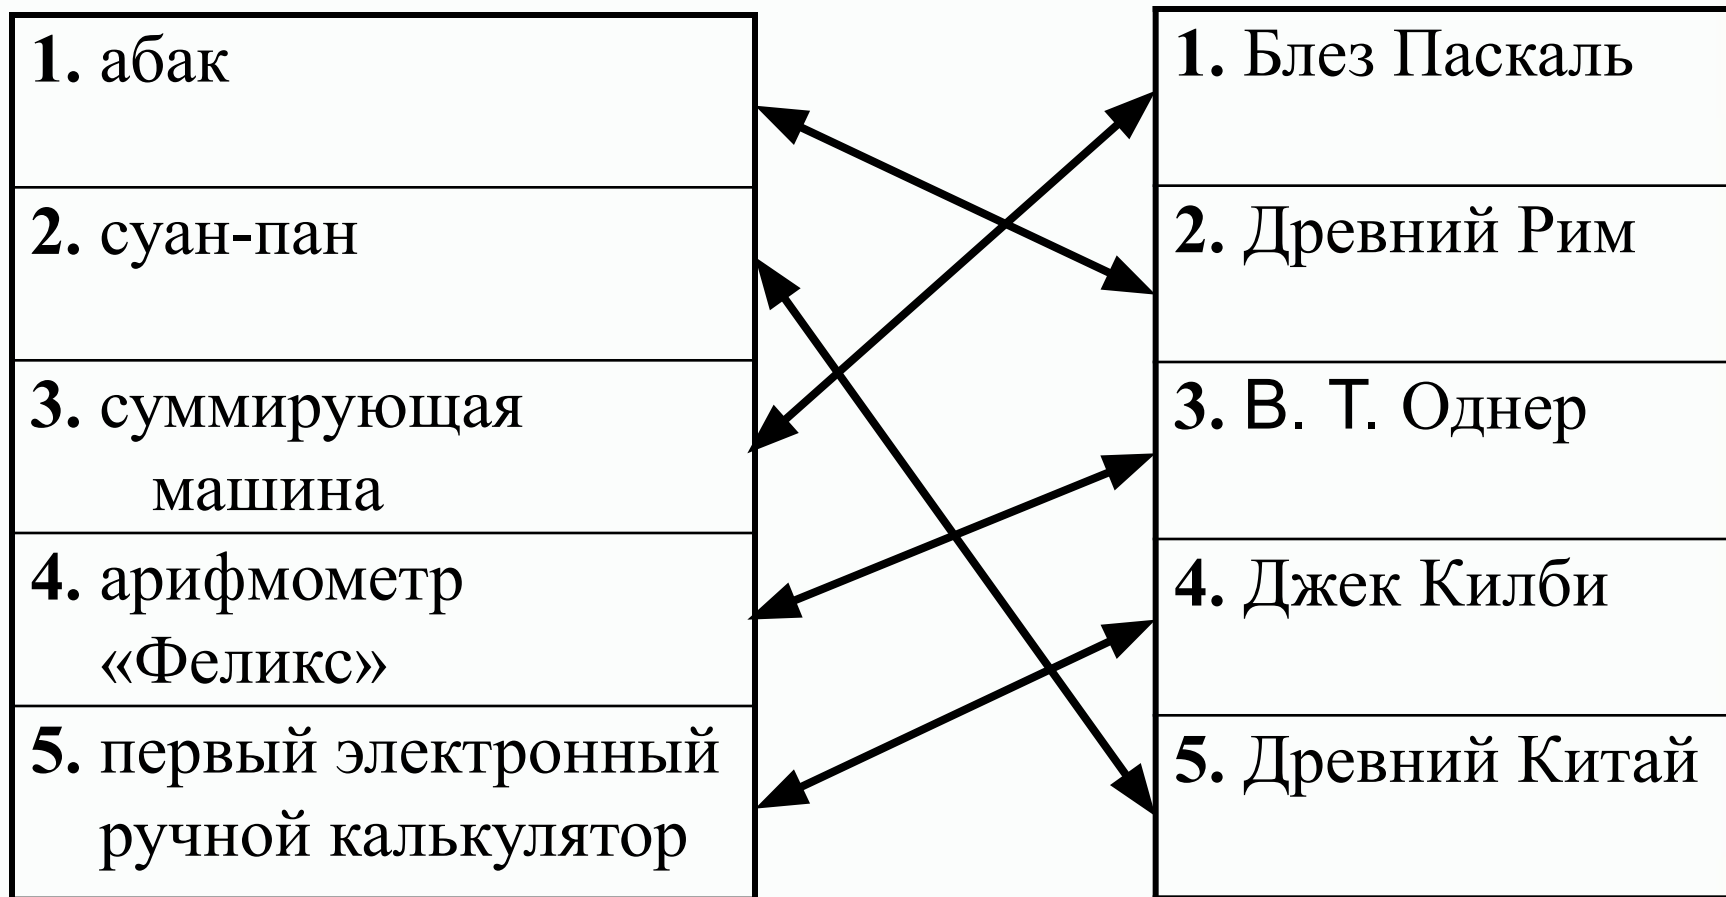 1. абак
2. суан-пан
3. суммирующая
машина
4. арифмометр
«Феликс»
5. первый электронный
ручной калькулятор
1. Блез Паскаль
2. Древний Рим
3. В. Т. Однер
4. Джек Килби
5. Древний Китай